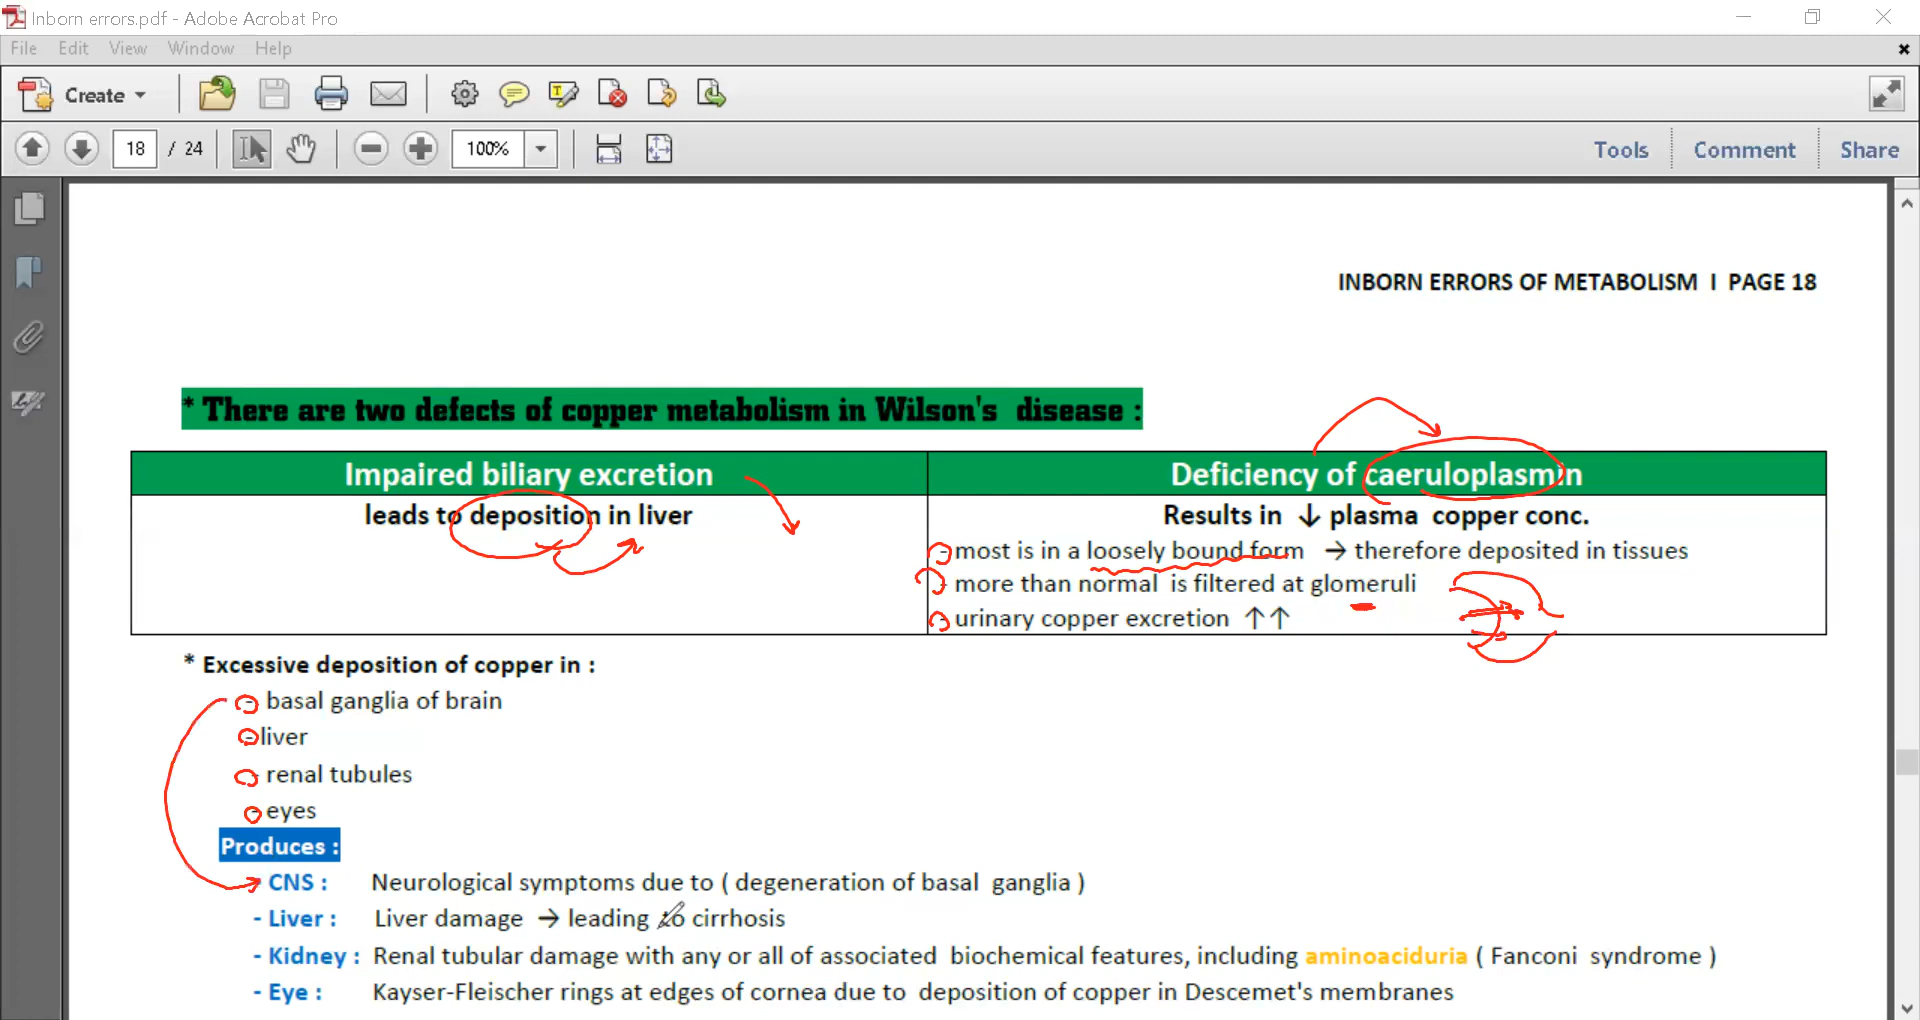 Inborn errors.pdf - Adobe Acrobat Pro
File Edit View Window Help
Create
18 / 24 100% Tools Comment Share
INBORN ERRORS OF METABOLISM I PAGE 18
* There are two defects of copper metabolism in Wilson's disease :
Impaired biliary excretion
leads to deposition in liver
Deficiency of caeruloplasmin
Results in ↓ plasma copper conc.
- most is in a loosely bound form → therefore deposited in tissues
- more than normal is filtered at glomeruli
- urinary copper excretion ↑↑
* Excessive deposition of copper in :
- basal ganglia of brain
- liver
- renal tubules
- eyes
Produces :
- CNS : Neurological symptoms due to ( degeneration of basal ganglia )
- Liver : Liver damage → leading to cirrhosis
- Kidney : Renal tubular damage with any or all of associated biochemical features, including aminoaciduria ( Fanconi syndrome )
- Eye : Kayser-Fleischer rings at edges of cornea due to deposition of copper in Descemet's membranes